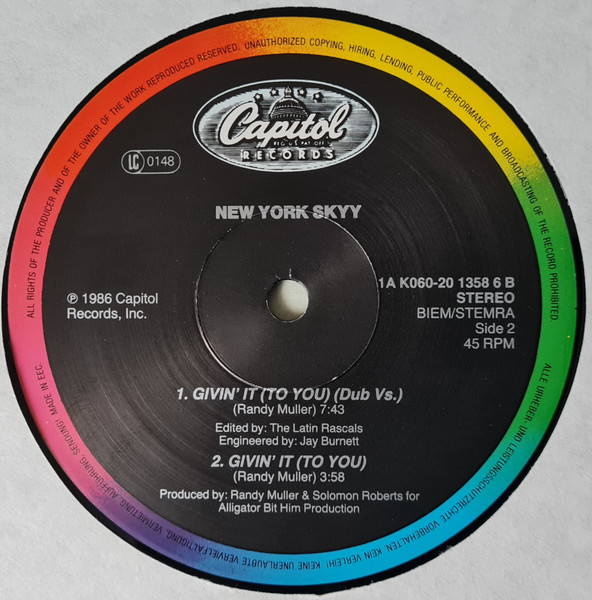 ALL RIGHTS OF THE PRODUCER AND OF THE OWNER OF THE WORK REPRODUCED RESERVED. UNAUTHORIZED COPYING, HIRING, LENDING, PUBLIC PERFORMANCE AND BROADCASTING OF THE RECORD PROHIBITED.
Capitol
REG. U.S. PAT. OFF.
RECORDS
LC 0148
NEW YORK SKYY
1A K060-20 1358 6 B
STEREO
BIEM/STEMRA
Side 2
45 RPM
℗ 1986 Capitol
Records, Inc.
1. GIVIN' IT (TO YOU) (Dub Vs.)
(Randy Muller) 7:43
Edited by: The Latin Rascals
Engineered by: Jay Burnett
2. GIVIN' IT (TO YOU)
(Randy Muller) 3:58
Produced by: Randy Muller & Solomon Roberts for
Alligator Bit Him Production
ALLE URHEBER- UND LEISTUNGSSCHUTZRECHTE VORBEHALTEN. KEIN VERLEIH! KEINE UNERLAUBTE VERVIELFÄLTIGUNG, VERMIETUNG, AUFFÜHRUNG, SENDUNG! MADE IN EEC.